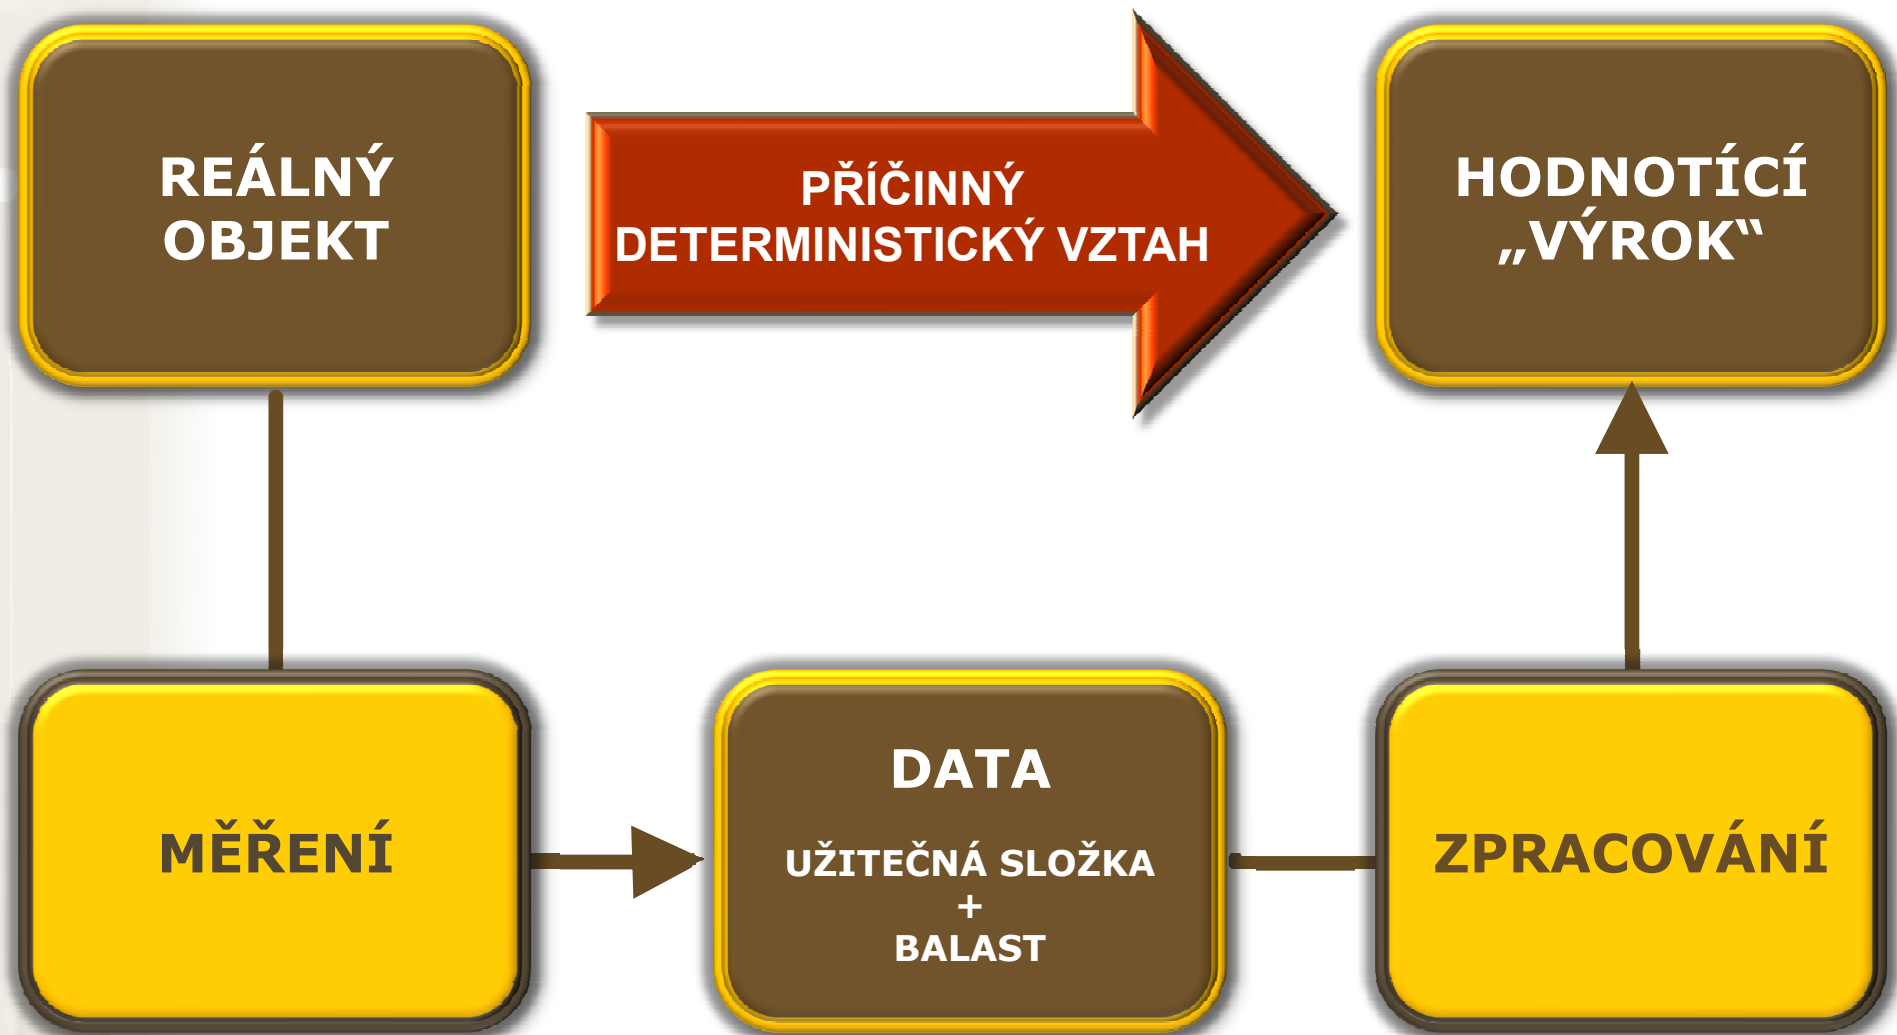 REÁLNÝ
OBJEKT
PŘÍČINNÝ
DETERMINISTICKÝ VZTAH
HODNOTÍCÍ
„VÝROK“
MĚŘENÍ
DATA
UŽITEČNÁ SLOŽKA
+
BALAST
ZPRACOVÁNÍ